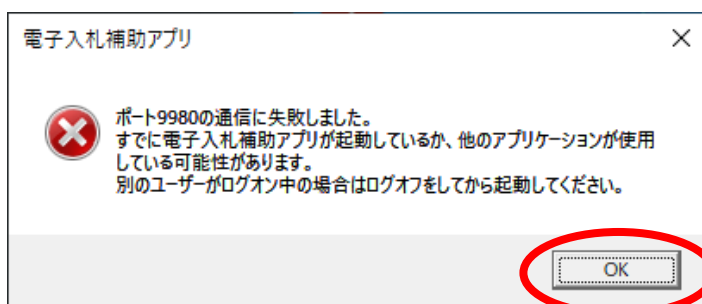 電子入札補助アプリ
ポート9980の通信に失敗しました。
すでに電子入札補助アプリが起動しているか、他のアプリケーションが使用
している可能性があります。
別のユーザーがログオン中の場合はログオフをしてから起動してください。
OK